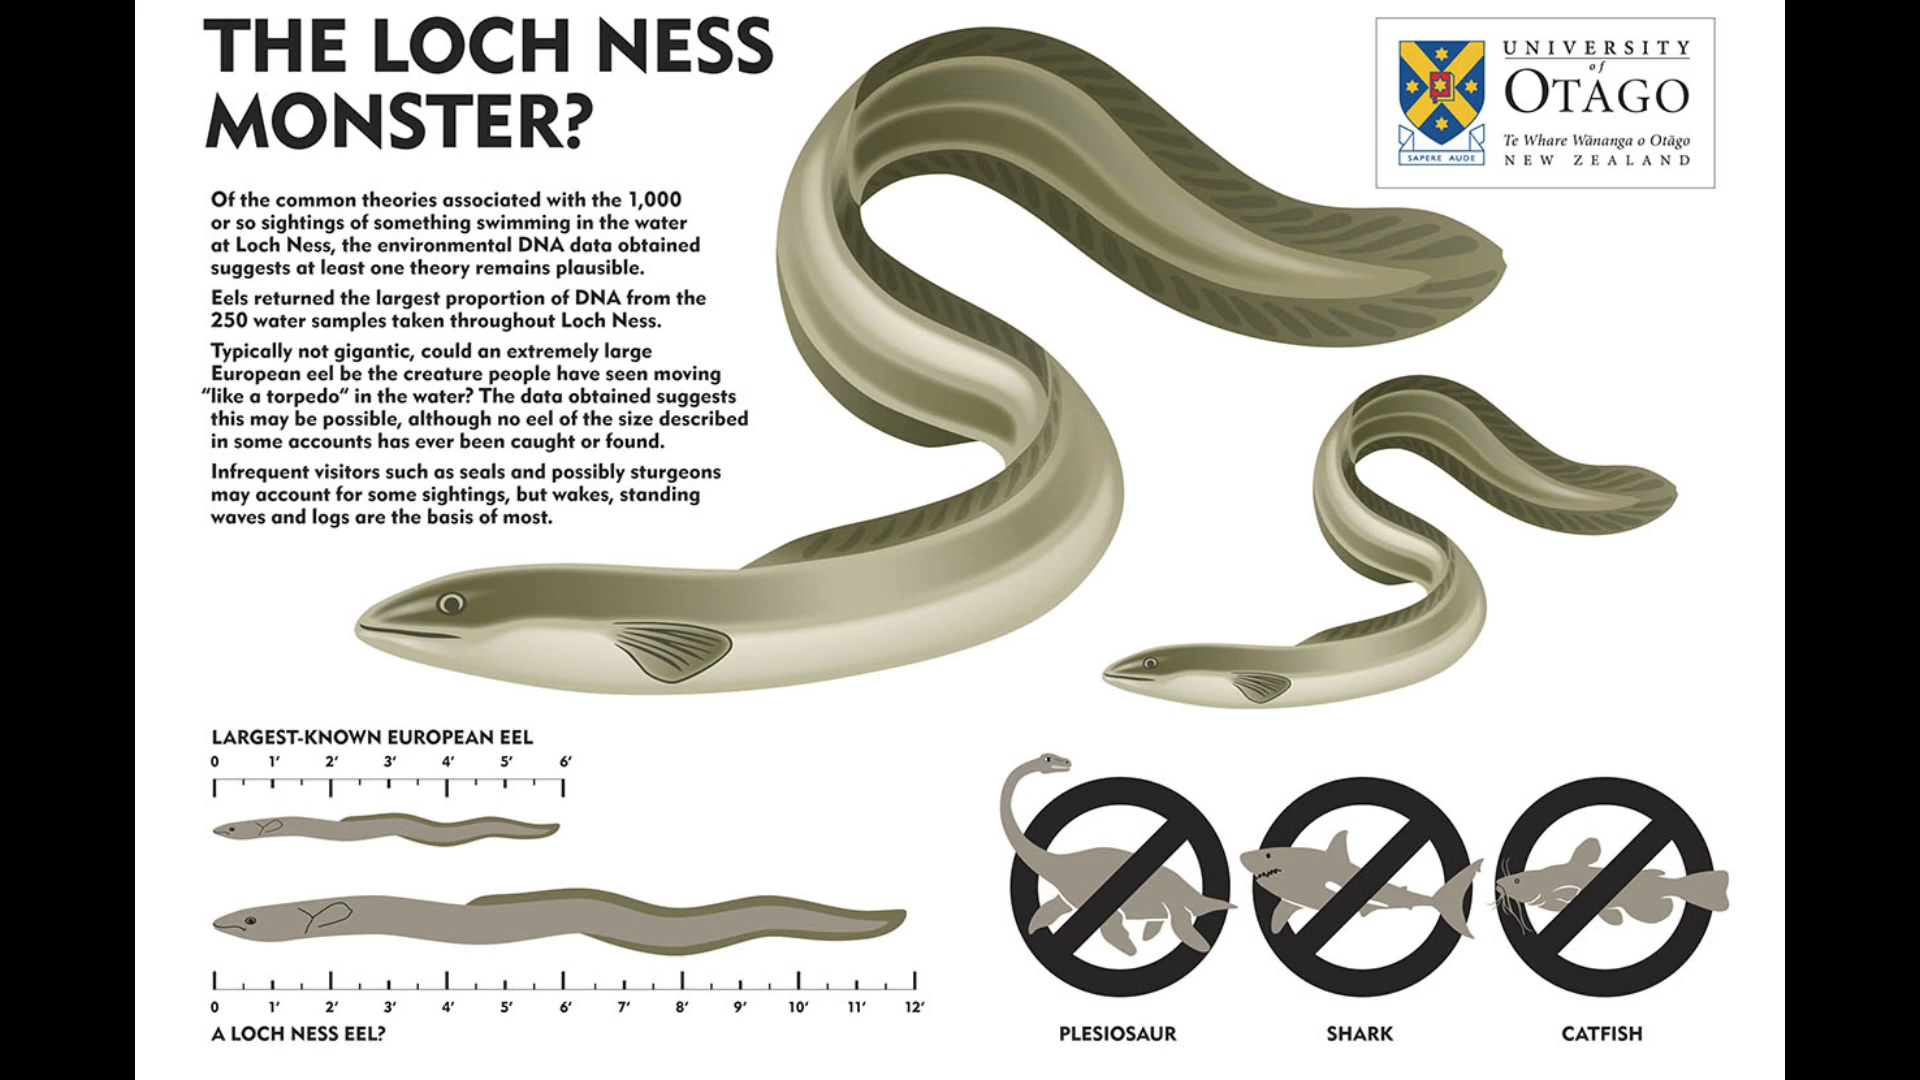 THE LOCH NESS
MONSTER?
Of the common theories associated with the 1,000
or so sightings of something swimming in the water
at Loch Ness, the environmental DNA data obtained
suggests at least one theory remains plausible.
Eels returned the largest proportion of DNA from the
250 water samples taken throughout Loch Ness.
Typically not gigantic, could an extremely large
European eel be the creature people have seen moving
“like a torpedo“ in the water? The data obtained suggests
this may be possible, although no eel of the size described
in some accounts has ever been caught or found.
Infrequent visitors such as seals and possibly sturgeons
may account for some sightings, but wakes, standing
waves and logs are the basis of most.
UNIVERSITY
of
OTAGO
Te Whare Wānanga o Otāgo
NEW ZEALAND
SAPERE AUDE
LARGEST-KNOWN EUROPEAN EEL
0 1′ 2′ 3′ 4′ 5′ 6′
0 1′ 2′ 3′ 4′ 5′ 6′ 7′ 8′ 9′ 10′ 11′ 12′
A LOCH NESS EEL?
PLESIOSAUR
SHARK
CATFISH